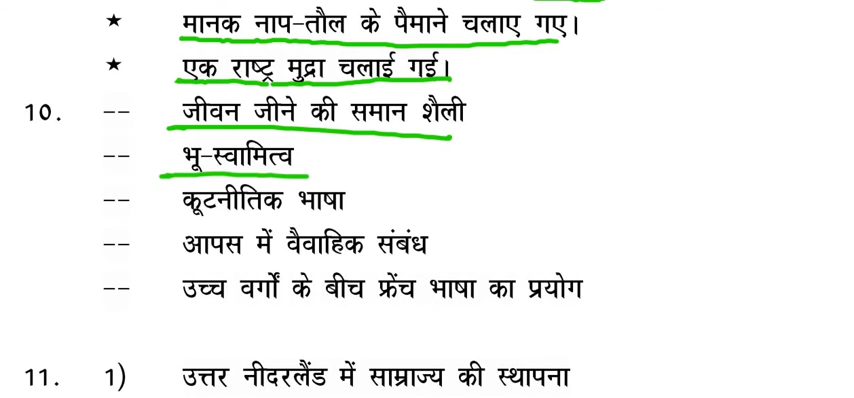 ★ मानक नाप-तौल के पैमाने चलाए गए।
★ एक राष्ट्र मुद्रा चलाई गई।
10. -- जीवन जीने की समान शैली
-- भू-स्वामित्व
-- कूटनीतिक भाषा
-- आपस में वैवाहिक संबंध
-- उच्च वर्गों के बीच फ्रेंच भाषा का प्रयोग
11. 1) उत्तर नीदरलैंड में साम्राज्य की स्थापना